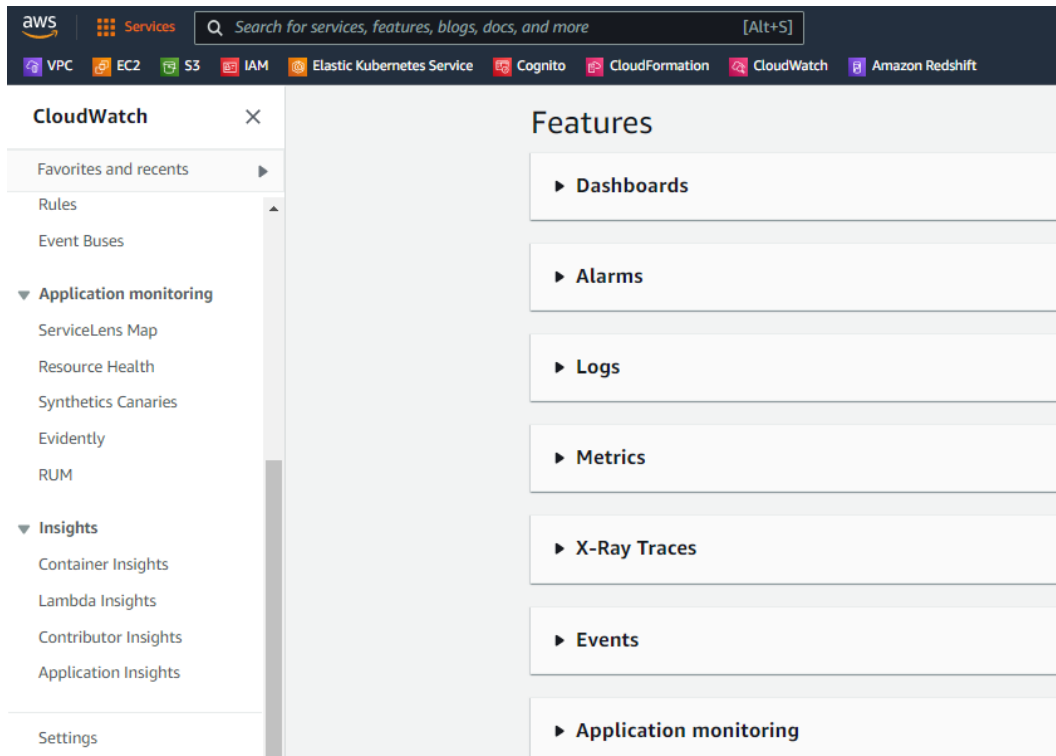 aws
Services
Search for services, features, blogs, docs, and more [Alt+S]
VPC EC2 S3 IAM Elastic Kubernetes Service Cognito CloudFormation CloudWatch Amazon Redshift
CloudWatch
Favorites and recents
Rules
Event Buses
Application monitoring
ServiceLens Map
Resource Health
Synthetics Canaries
Evidently
RUM
Insights
Container Insights
Lambda Insights
Contributor Insights
Application Insights
Settings
Features
Dashboards
Alarms
Logs
Metrics
X-Ray Traces
Events
Application monitoring